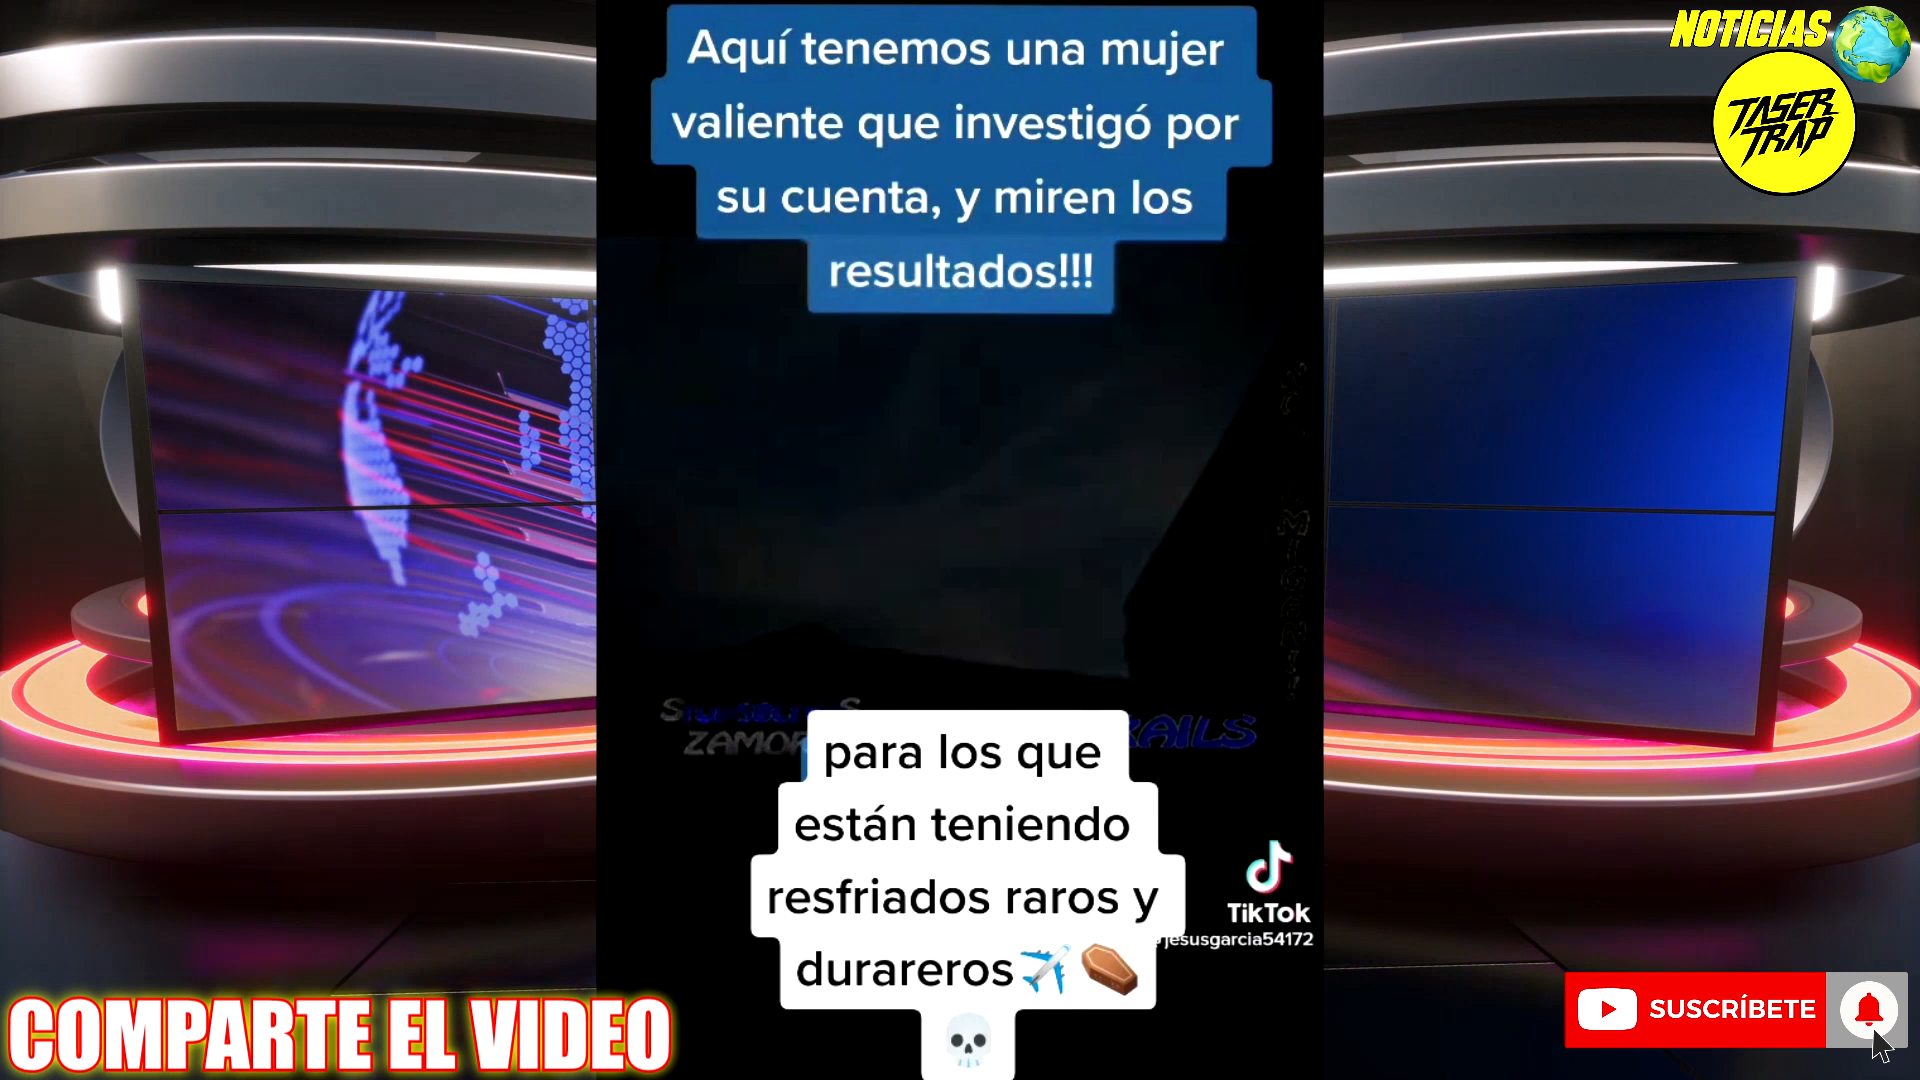 Aquí tenemos una mujer
valiente que investigó por
su cuenta, y miren los
resultados!!!
NOTICIAS
TASER
TRAP
para los que
están teniendo
resfriados raros y
durareros
TikTok
jesusgarcia54172
COMPARTE EL VIDEO
SUSCRÍBETE